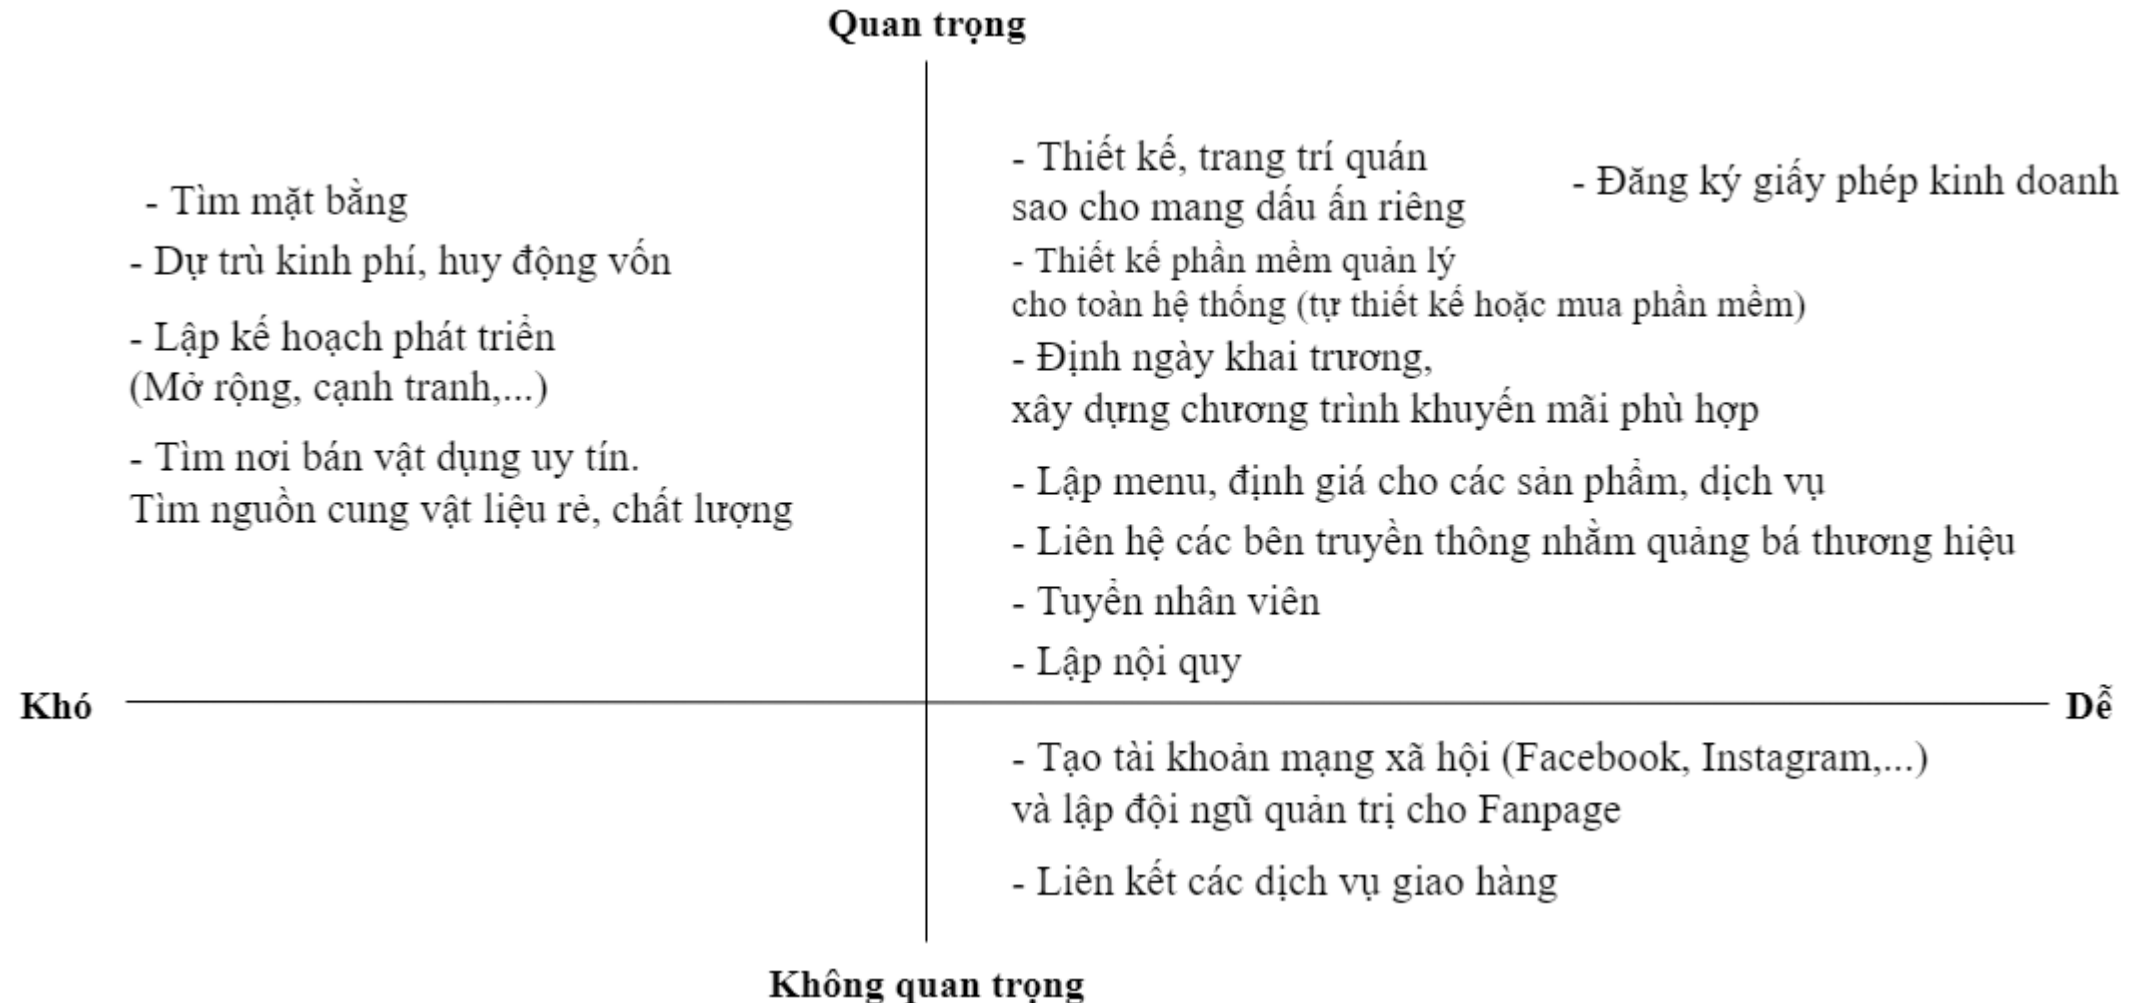 Quan trọng
- Tìm mặt bằng
- Dự trù kinh phí, huy động vốn
- Lập kế hoạch phát triển
(Mở rộng, cạnh tranh,...)
- Tìm nơi bán vật dụng uy tín.
Tìm nguồn cung vật liệu rẻ, chất lượng
- Thiết kế, trang trí quán
sao cho mang dấu ấn riêng
- Đăng ký giấy phép kinh doanh
- Thiết kế phần mềm quản lý
cho toàn hệ thống (tự thiết kế hoặc mua phần mềm)
- Định ngày khai trương,
xây dựng chương trình khuyến mãi phù hợp
- Lập menu, định giá cho các sản phẩm, dịch vụ
- Liên hệ các bên truyền thông nhằm quảng bá thương hiệu
- Tuyển nhân viên
- Lập nội quy
Khó
Dễ
- Tạo tài khoản mạng xã hội (Facebook, Instagram,...)
và lập đội ngũ quản trị cho Fanpage
- Liên kết các dịch vụ giao hàng
Không quan trọng